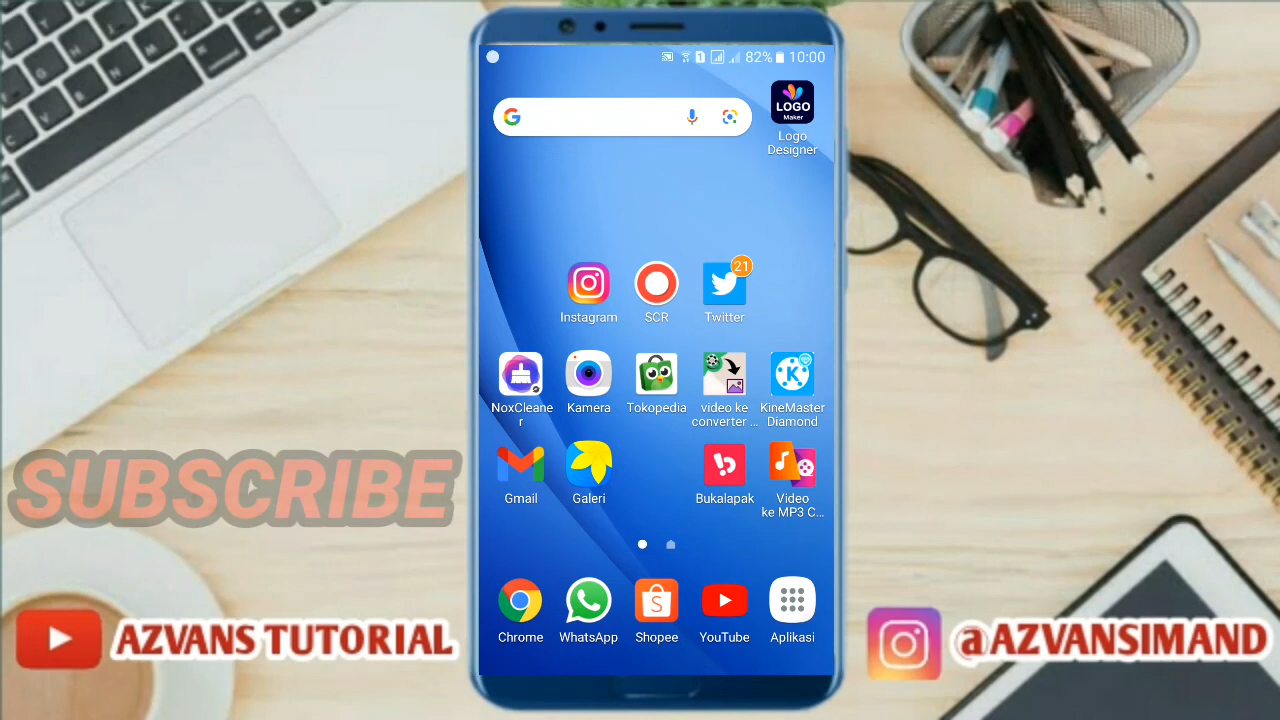 82% 10:00
LOGO
Maker
Logo
Designer
21
Instagram
SCR
Twitter
NoxCleane
r
Kamera
Tokopedia
video ke
converter ...
KineMaster
Diamond
Gmail
Galeri
Bukalapak
Video
ke MP3 C...
SUBSCRIBE
Chrome
WhatsApp
Shopee
YouTube
Aplikasi
AZVANS TUTORIAL
@AZVANSIMAND